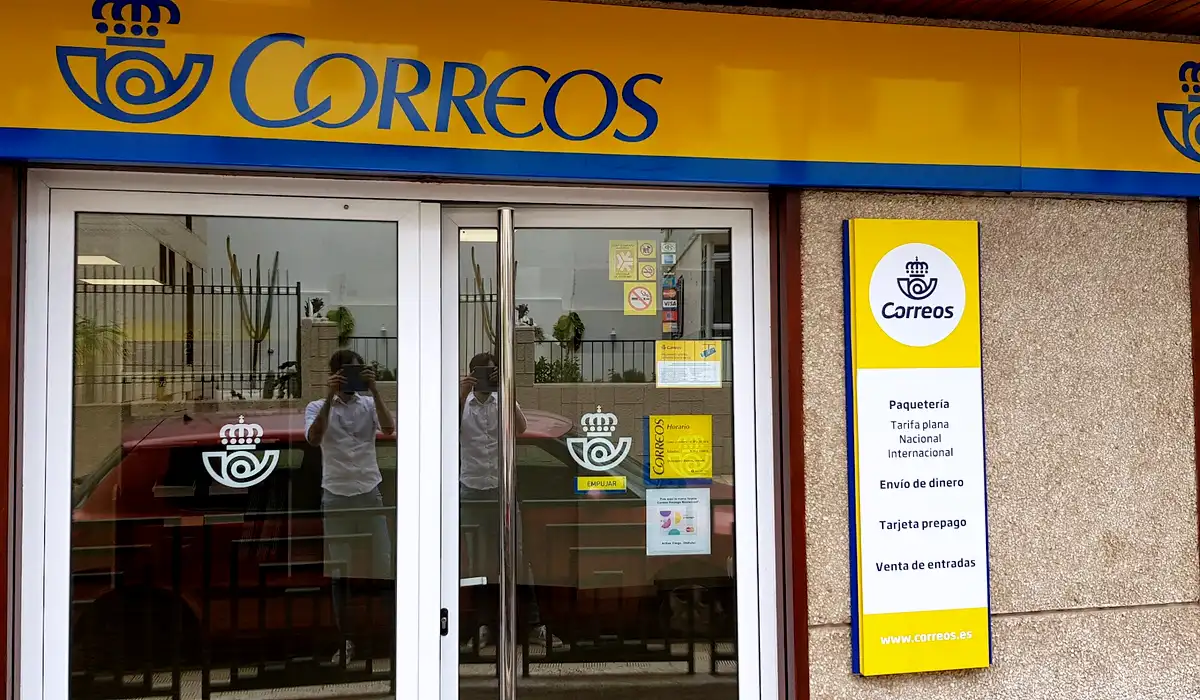 CORREOS
Correos
Paquetería
Tarifa plana
Nacional
Internacional
Envío de dinero
Tarjeta prepago
Venta de entradas
www.correos.es
VISA
CORREOS
Horario
EMPUJAR